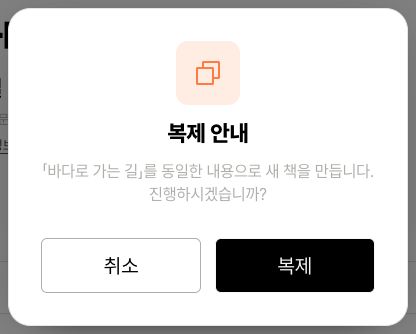 복제 안내
「바다로 가는 길」를 동일한 내용으로 새 책을 만듭니다.
진행하시겠습니까?
취소
복제